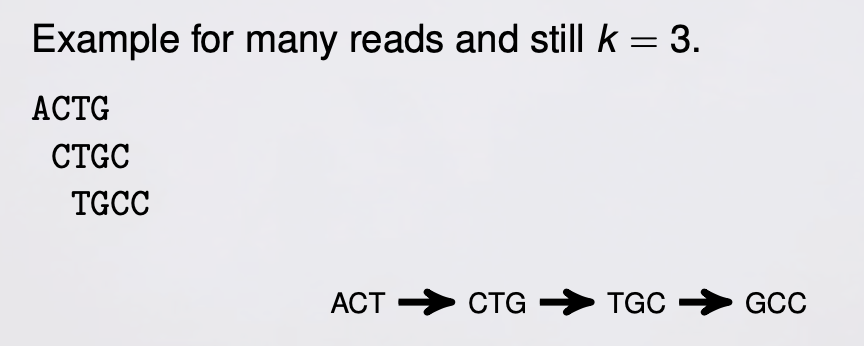 Example for many reads and still k = 3.
ACTG
CTGC
TGCC
ACT → CTG → TGC → GCC